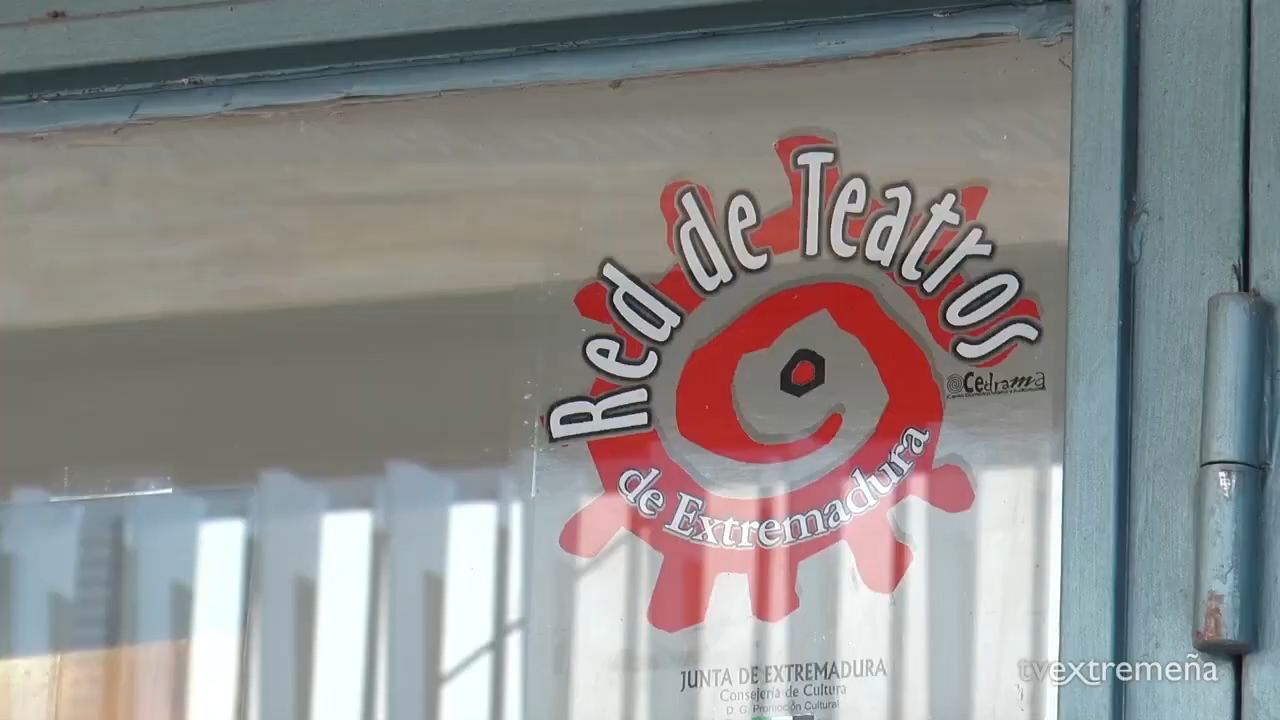 Red de Teatros
@cedrama
de Extremadura
JUNTA DE EXTREMADURA
Consejería de Cultura
D. G. Promoción Cultural
tvextremeña